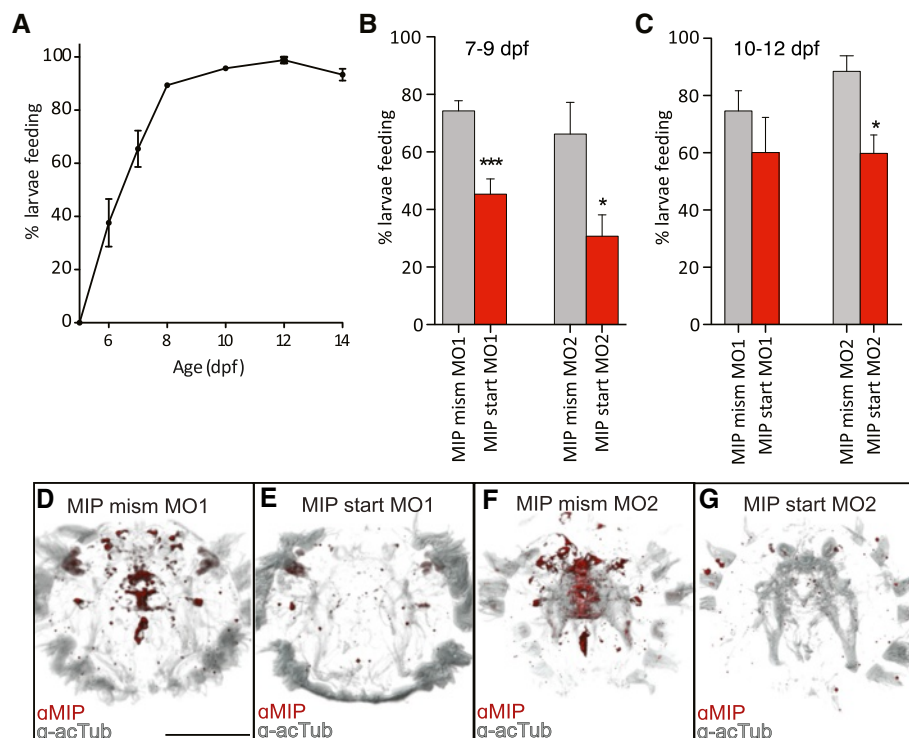 A
% larvae feeding
100
80
60
40
20
0
6
8
10
12
14
Age (dpf)
B
7-9 dpf
% larvae feeding
100
80
60
40
20
0
***
*
MIP mism MO1
MIP start MO1
MIP mism MO2
MIP start MO2
C
10-12 dpf
% larvae feeding
100
80
60
40
20
0
*
MIP mism MO1
MIP start MO1
MIP mism MO2
MIP start MO2
D
MIP mism MO1
αMIP
α-acTub
E
MIP start MO1
αMIP
α-acTub
F
MIP mism MO2
αMIP
α-acTub
G
MIP start MO2
αMIP
α-acTub